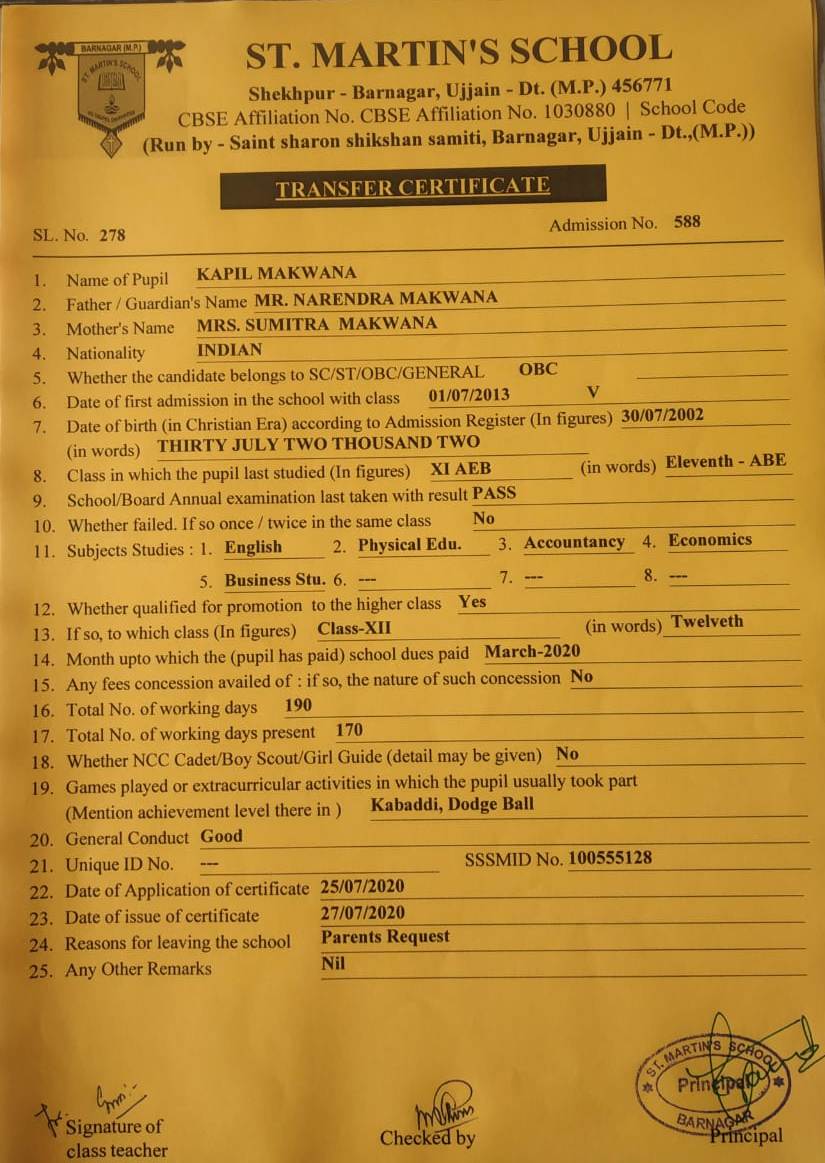 BARNAGAR (M.P.)
ST. MARTIN'S SCHOOL
ST. MARTIN'S SCHOOL
Shekhpur - Barnagar, Ujjain - Dt. (M.P.) 456771
CBSE Affiliation No. CBSE Affiliation No. 1030880 | School Code
(Run by - Saint sharon shikshan samiti, Barnagar, Ujjain - Dt.,(M.P.))
TRANSFER CERTIFICATE
SL. No. 278 Admission No. 588
1. Name of Pupil KAPIL MAKWANA
2. Father / Guardian's Name MR. NARENDRA MAKWANA
3. Mother's Name MRS. SUMITRA MAKWANA
4. Nationality INDIAN
5. Whether the candidate belongs to SC/ST/OBC/GENERAL OBC
6. Date of first admission in the school with class 01/07/2013 V
7. Date of birth (in Christian Era) according to Admission Register (In figures) 30/07/2002
(in words) THIRTY JULY TWO THOUSAND TWO
8. Class in which the pupil last studied (In figures) XI AEB (in words) Eleventh - ABE
9. School/Board Annual examination last taken with result PASS
10. Whether failed. If so once / twice in the same class No
11. Subjects Studies : 1. English 2. Physical Edu. 3. Accountancy 4. Economics
5. Business Stu. 6. --- 7. --- 8. ---
12. Whether qualified for promotion to the higher class Yes
13. If so, to which class (In figures) Class-XII (in words) Twelveth
14. Month upto which the (pupil has paid) school dues paid March-2020
15. Any fees concession availed of : if so, the nature of such concession No
16. Total No. of working days 190
17. Total No. of working days present 170
18. Whether NCC Cadet/Boy Scout/Girl Guide (detail may be given) No
19. Games played or extracurricular activities in which the pupil usually took part
(Mention achievement level there in ) Kabaddi, Dodge Ball
20. General Conduct Good
21. Unique ID No. --- SSSMID No. 100555128
22. Date of Application of certificate 25/07/2020
23. Date of issue of certificate 27/07/2020
24. Reasons for leaving the school Parents Request
25. Any Other Remarks Nil
ST. MARTIN'S SCHOOL
Principal
BARNAGAR
Signature of
class teacher
Checked by
Principal